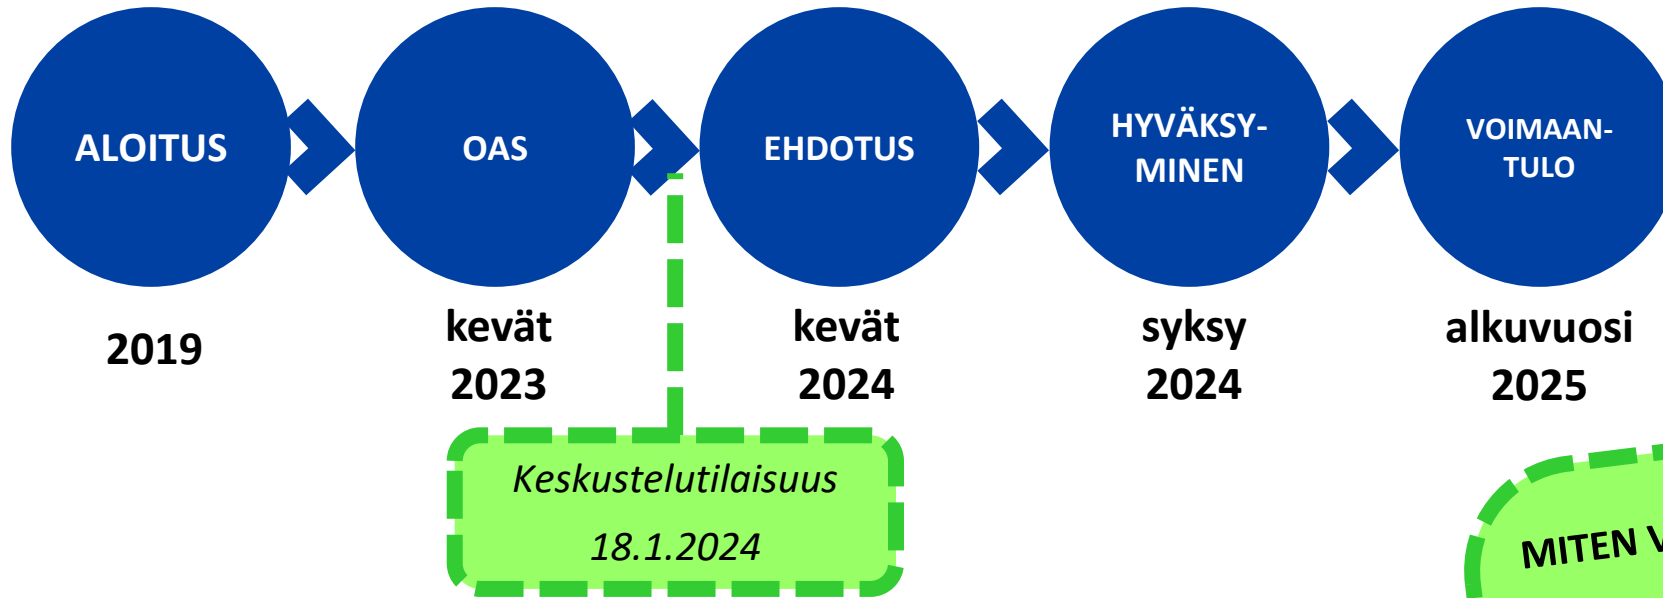 ALOITUS
OAS
EHDOTUS
HYVÄKSY-
MINEN
VOIMAAN-
TULO
2019
kevät
2023
kevät
2024
syksy
2024
alkuvuosi
2025
Keskustelutilaisuus
18.1.2024
MITEN